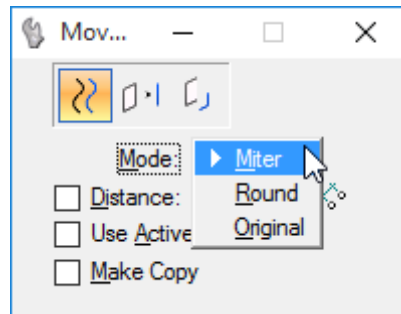 Mov...
Mode: Miter
Distance: Round
Use Active Original
Make Copy